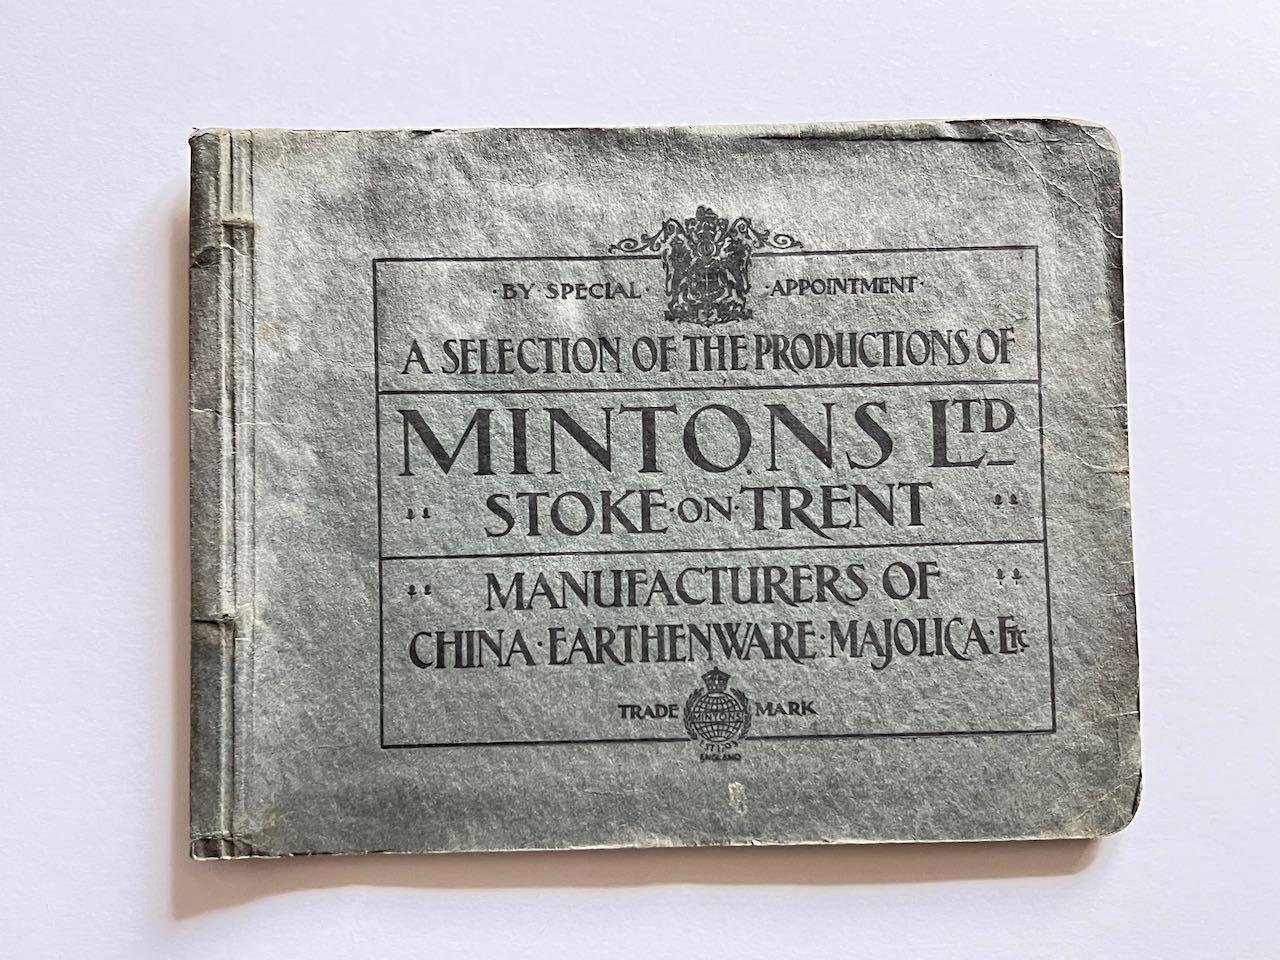 ·BY·SPECIAL· ·APPOINTMENT·
A SELECTION OF THE PRODUCTIONS OF
MINTONS LTD
STOKE·ON·TRENT
MANUFACTURERS OF
CHINA·EARTHENWARE·MAJOLICA·ETC
TRADE MARK
MINTONS
ENGLAND